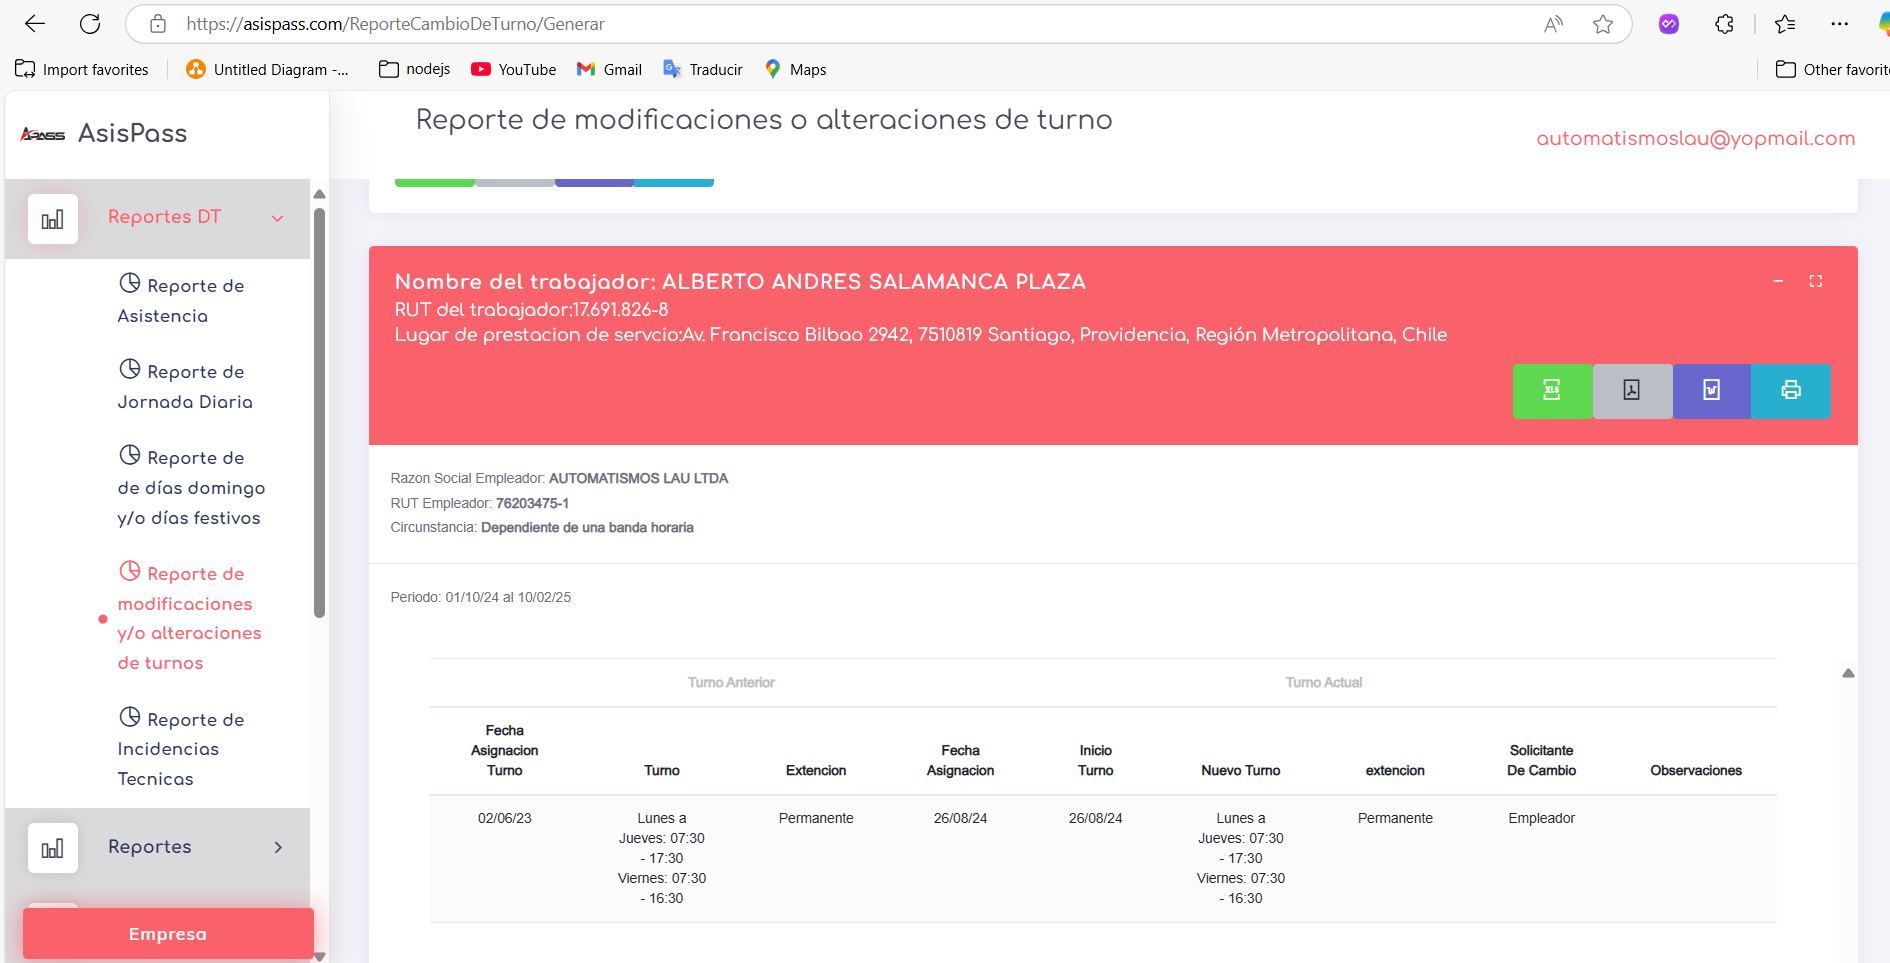 https://asispass.com/ReporteCambioDeTurno/Generar
Import favorites
Untitled Diagram -...
nodejs
YouTube
Gmail
Traducir
Maps
Other favorit
APASS AsisPass
Reporte de modificaciones o alteraciones de turno
automatismoslau@yopmail.com
Reportes DT
Reporte de
Asistencia
Reporte de
Jornada Diaria
Reporte de
de días domingo
y/o días festivos
Reporte de
modificaciones
y/o alteraciones
de turnos
Reporte de
Incidencias
Tecnicas
Reportes
Empresa
Nombre del trabajador: ALBERTO ANDRES SALAMANCA PLAZA
RUT del trabajador:17.691.826-8
Lugar de prestacion de servcio:Av. Francisco Bilbao 2942, 7510819 Santiago, Providencia, Región Metropolitana, Chile
XLS
Razon Social Empleador: AUTOMATISMOS LAU LTDA
RUT Empleador: 76203475-1
Circunstancia: Dependiente de una banda horaria
Periodo: 01/10/24 al 10/02/25
Turno Anterior
Turno Actual
Fecha
Asignacion
Turno
Turno
Extencion
Fecha
Asignacion
Inicio
Turno
Nuevo Turno
extencion
Solicitante
De Cambio
Observaciones
02/06/23
Lunes a
Jueves: 07:30
- 17:30
Viernes: 07:30
- 16:30
Permanente
26/08/24
26/08/24
Lunes a
Jueves: 07:30
- 17:30
Viernes: 07:30
- 16:30
Permanente
Empleador